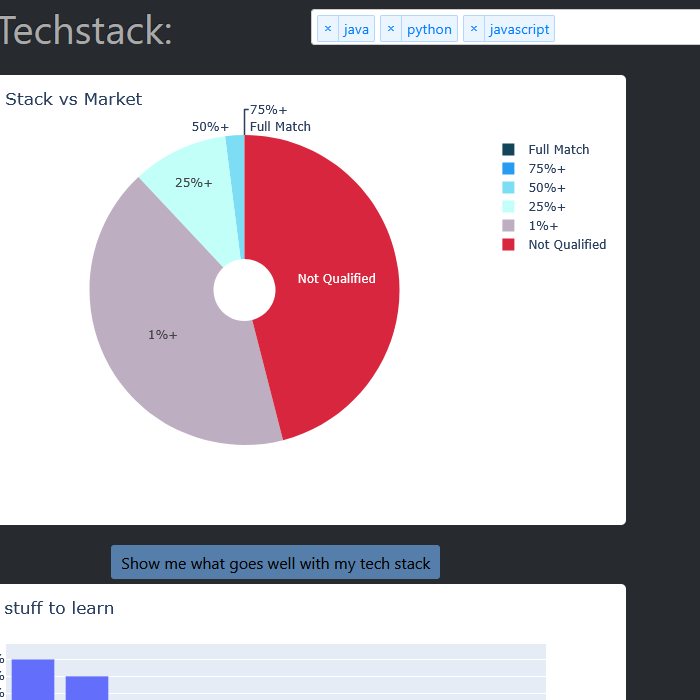 Techstack:
× java × python × javascript
Stack vs Market
75%+
50%+ Full Match
25%+
Not Qualified
1%+
Full Match
75%+
50%+
25%+
1%+
Not Qualified
Show me what goes well with my tech stack
stuff to learn